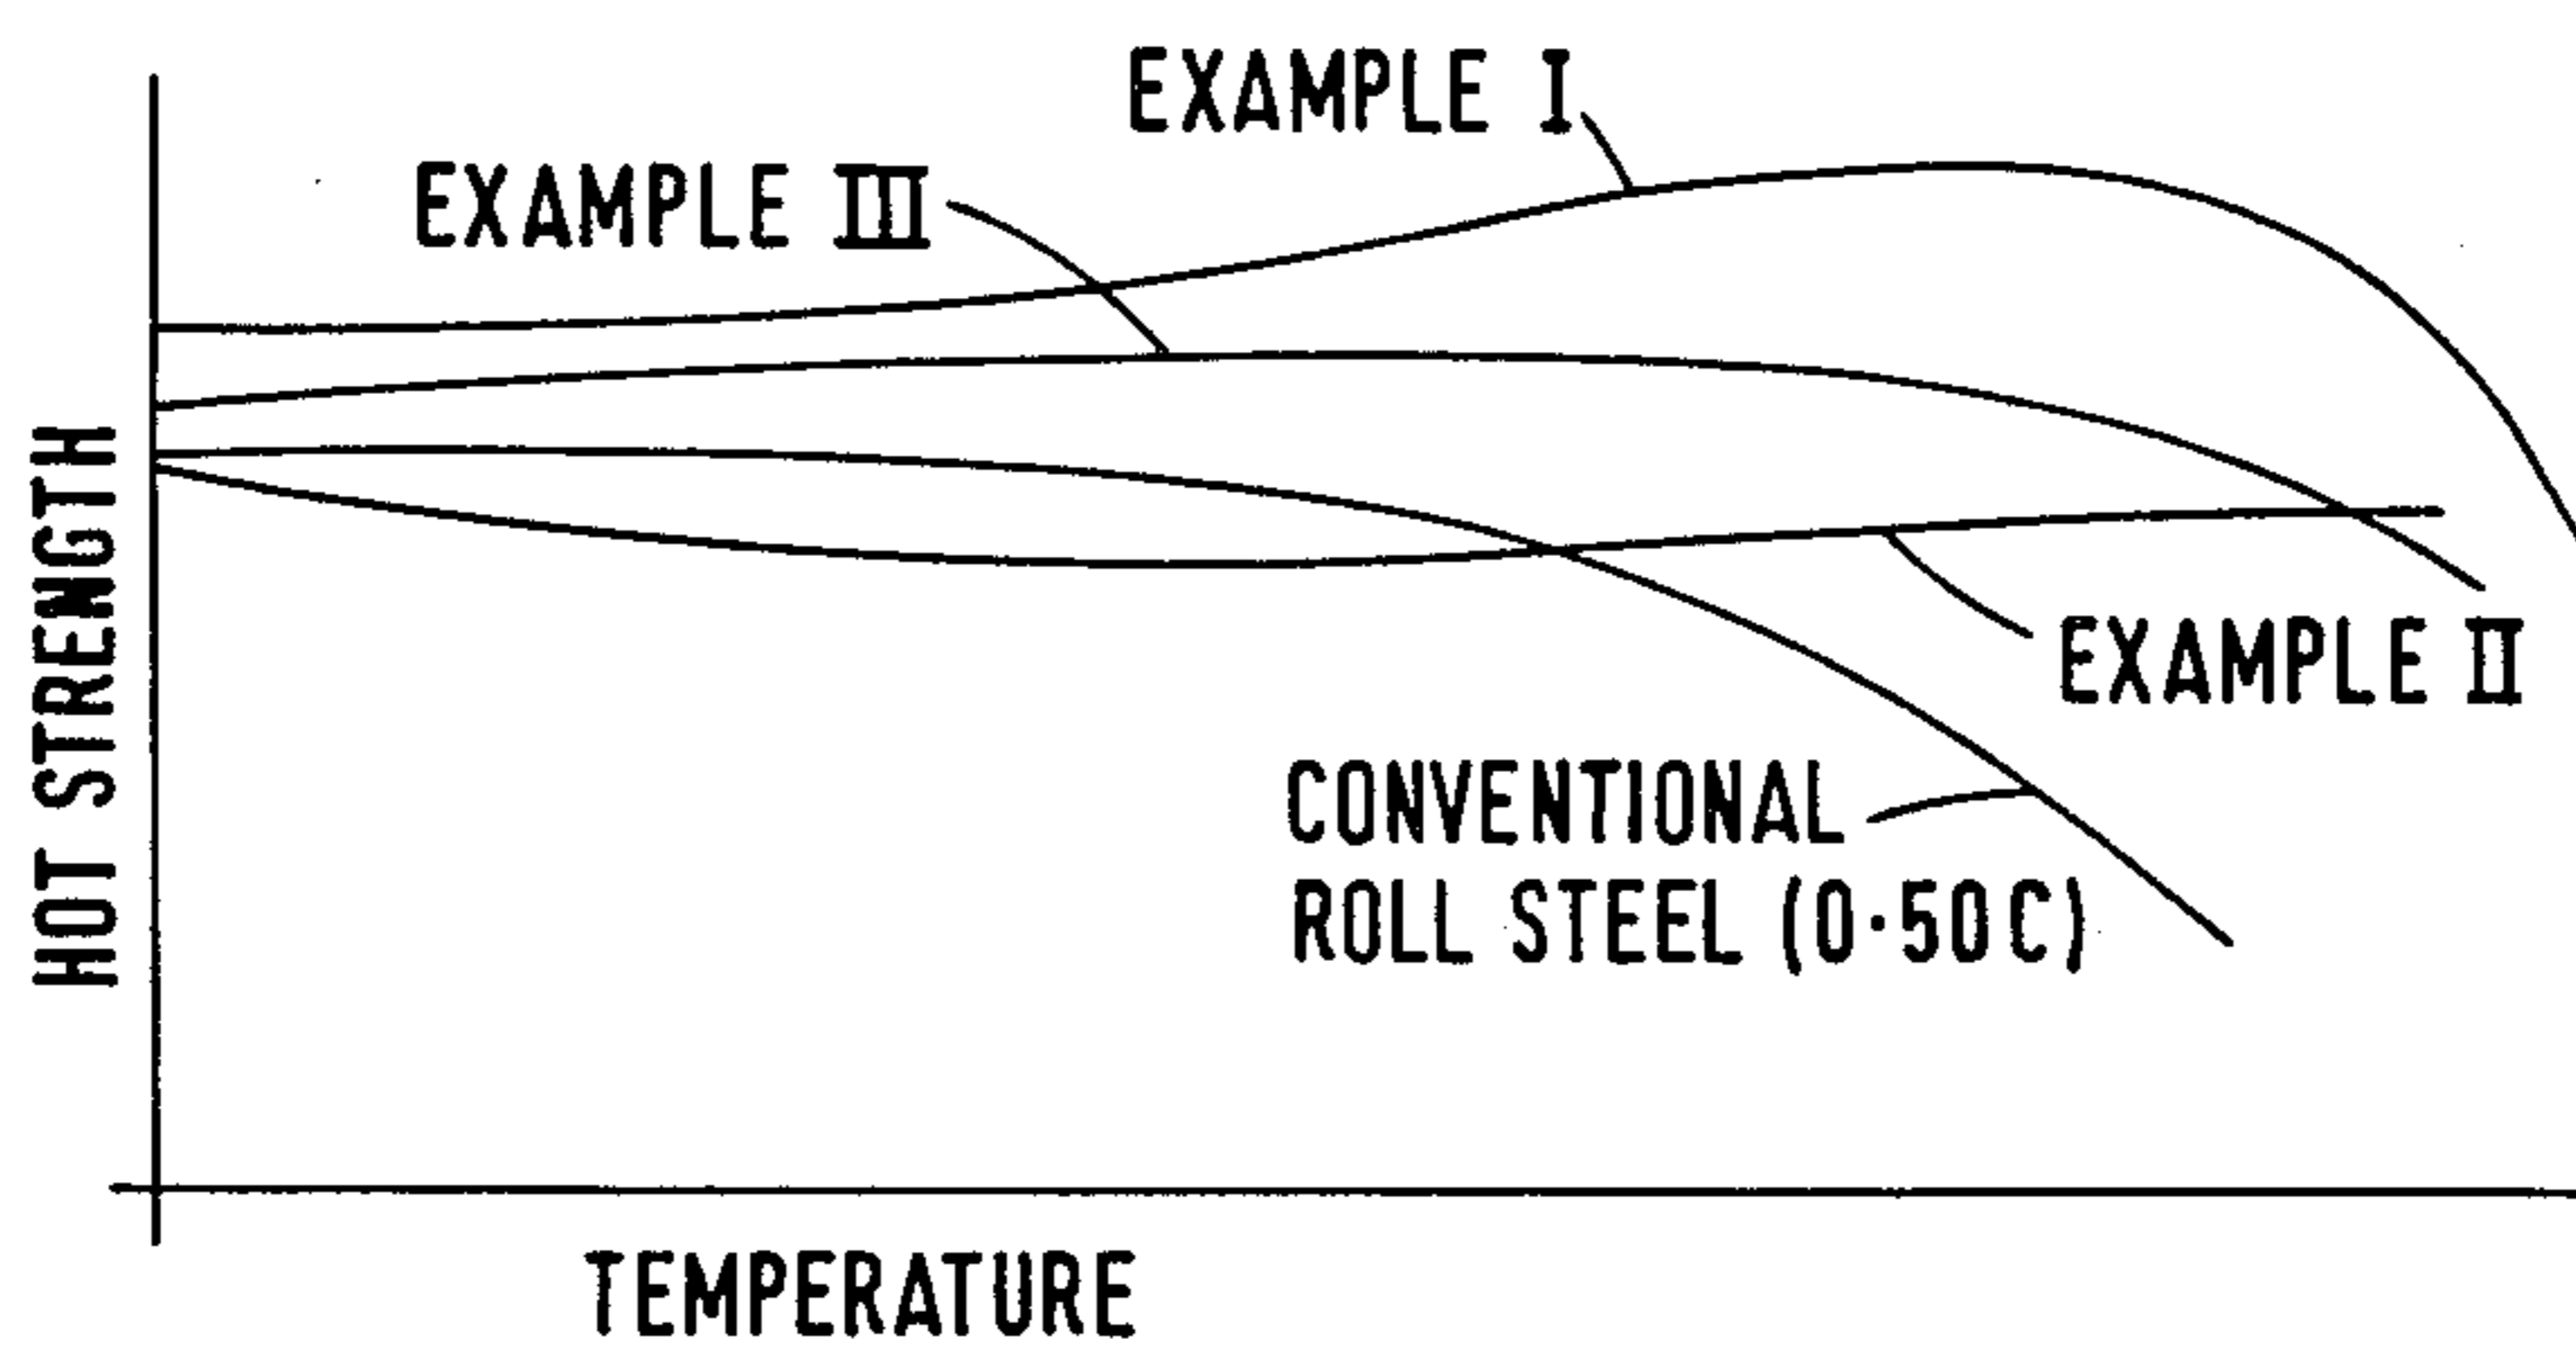 EXAMPLE I
EXAMPLE III
HOT STRENGTH
EXAMPLE II
CONVENTIONAL
ROLL STEEL (0·50C)
TEMPERATURE